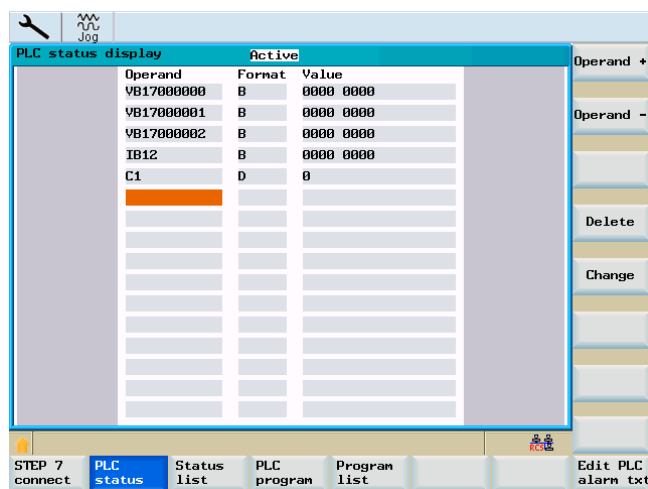 Jog
PLC status display Active
Operand Format Value
VB17000000 B 0000 0000
VB17000001 B 0000 0000
VB17000002 B 0000 0000
IB12 B 0000 0000
C1 D 0
Operand +
Operand -
Delete
Change
RCS
STEP 7 connect
PLC status
Status list
PLC program
Program list
Edit PLC alarm txt